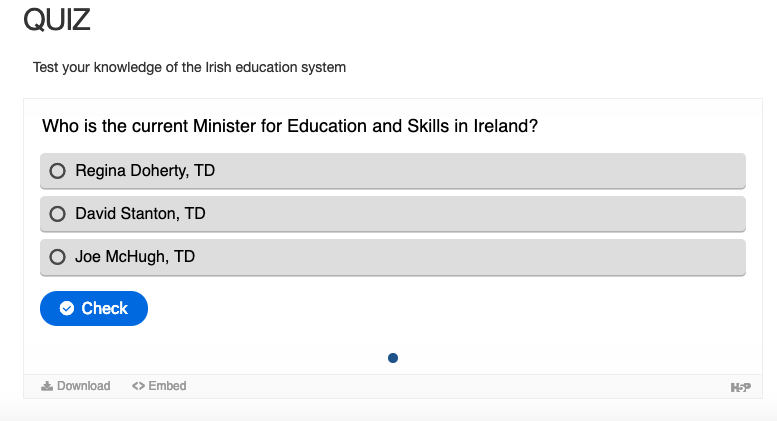 QUIZ
Test your knowledge of the Irish education system
Who is the current Minister for Education and Skills in Ireland?
Regina Doherty, TD
David Stanton, TD
Joe McHugh, TD
Check
Download <> Embed H5P